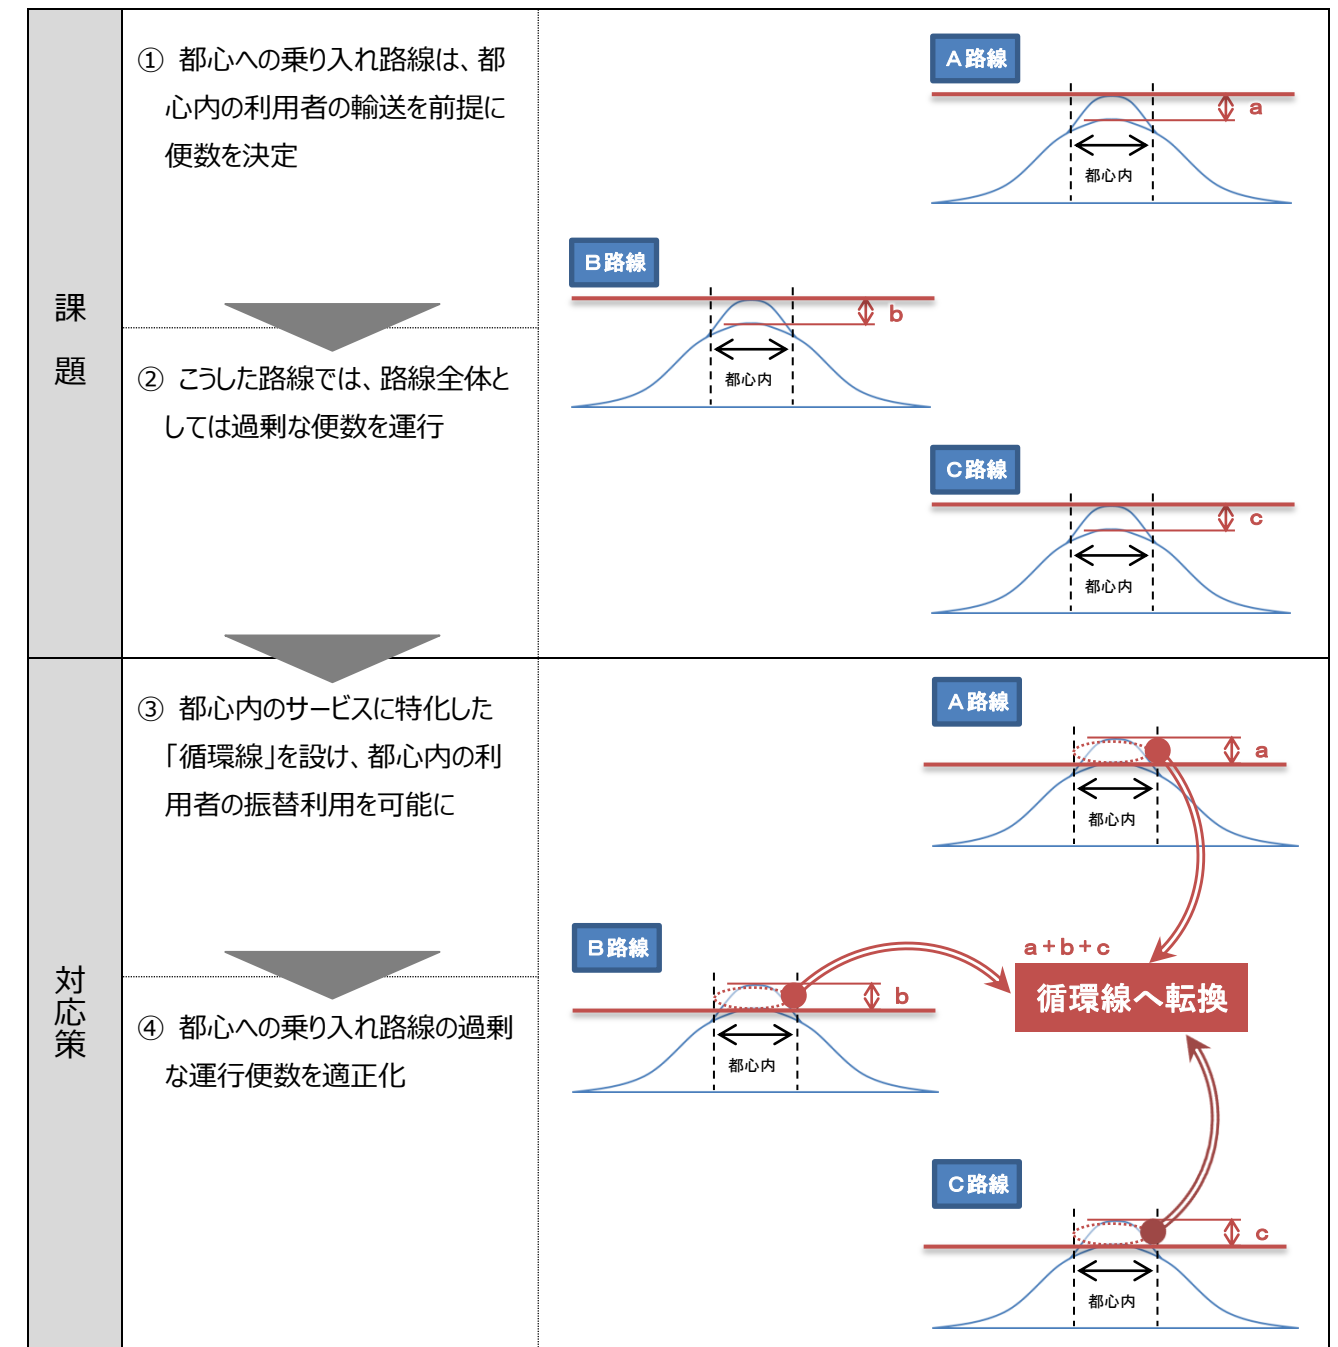 課
題
① 都心への乗り入れ路線は、都
心内の利用者の輸送を前提に
便数を決定
② こうした路線では、路線全体と
しては過剰な便数を運行
A路線
a
都心内
B路線
b
都心内
C路線
c
都心内
対
応
策
③ 都心内のサービスに特化した
「循環線」を設け、都心内の利
用者の振替利用を可能に
④ 都心への乗り入れ路線の過剰
な運行便数を適正化
A路線
a
都心内
B路線
b
都心内
a+b+c
循環線へ転換
C路線
c
都心内